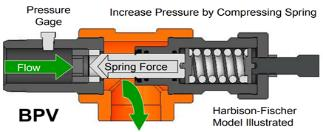 Pressure
Gage
Increase Pressure by Compressing Spring
Flow
Spring Force
BPV
Harbison-Fischer
Model Illustrated